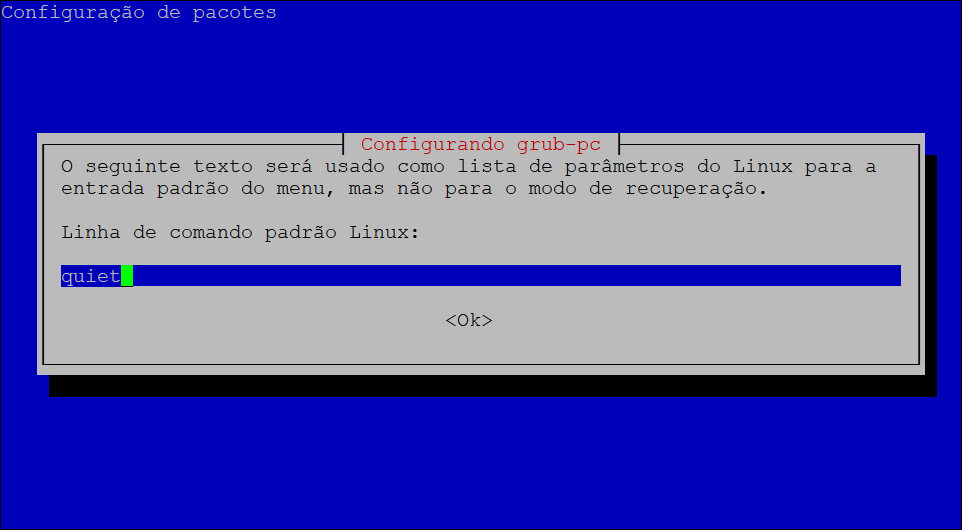 Configuração de pacotes
Configurando grub-pc
O seguinte texto será usado como lista de parâmetros do Linux para a
entrada padrão do menu, mas não para o modo de recuperação.
Linha de comando padrão Linux:
quiet
<Ok>